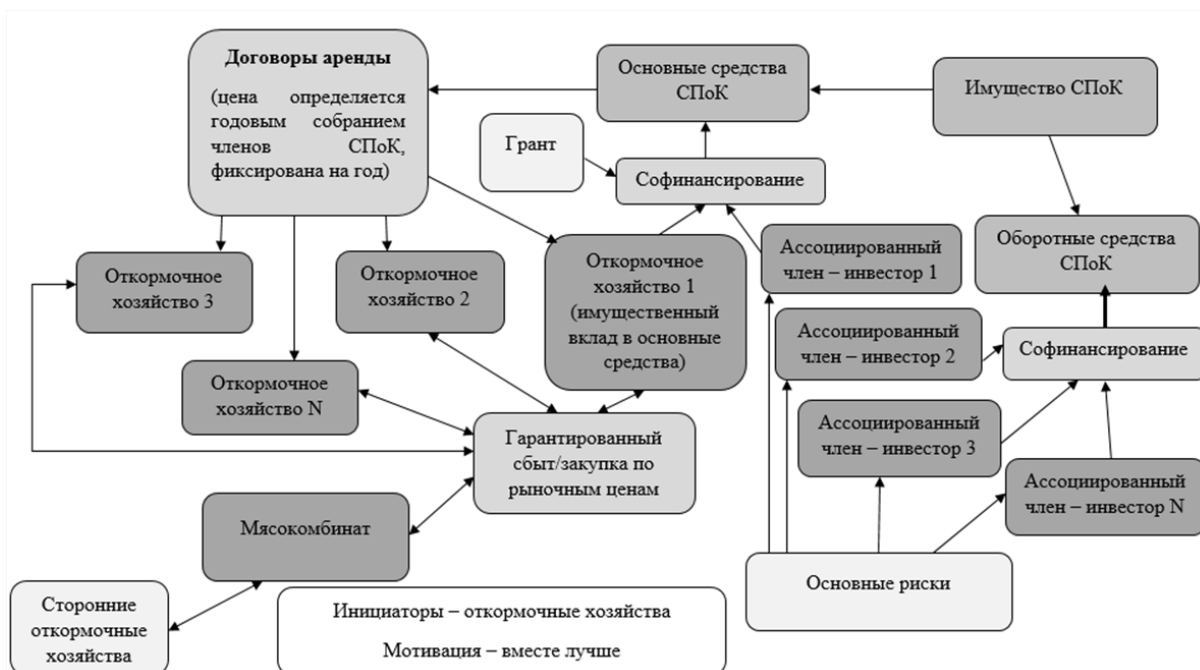 Договоры аренды
(цена определяется
годовым собранием
членов СПоК,
фиксирована на год)
Основные средства
СПоК
Имущество СПоК
Грант
Софинансирование
Откормочное
хозяйство 3
Откормочное
хозяйство 2
Откормочное
хозяйство 1
(имущественный
вклад в основные
средства)
Ассоциированный
член – инвестор 1
Оборотные средства
СПоК
Ассоциированный
член – инвестор 2
Софинансирование
Откормочное
хозяйство N
Ассоциированный
член – инвестор 3
Гарантированный
сбыт/закупка по
рыночным ценам
Ассоциированный
член – инвестор N
Мясокомбинат
Основные риски
Сторонние
откормочные
хозяйства
Инициаторы – откормочные хозяйства
Мотивация – вместе лучше